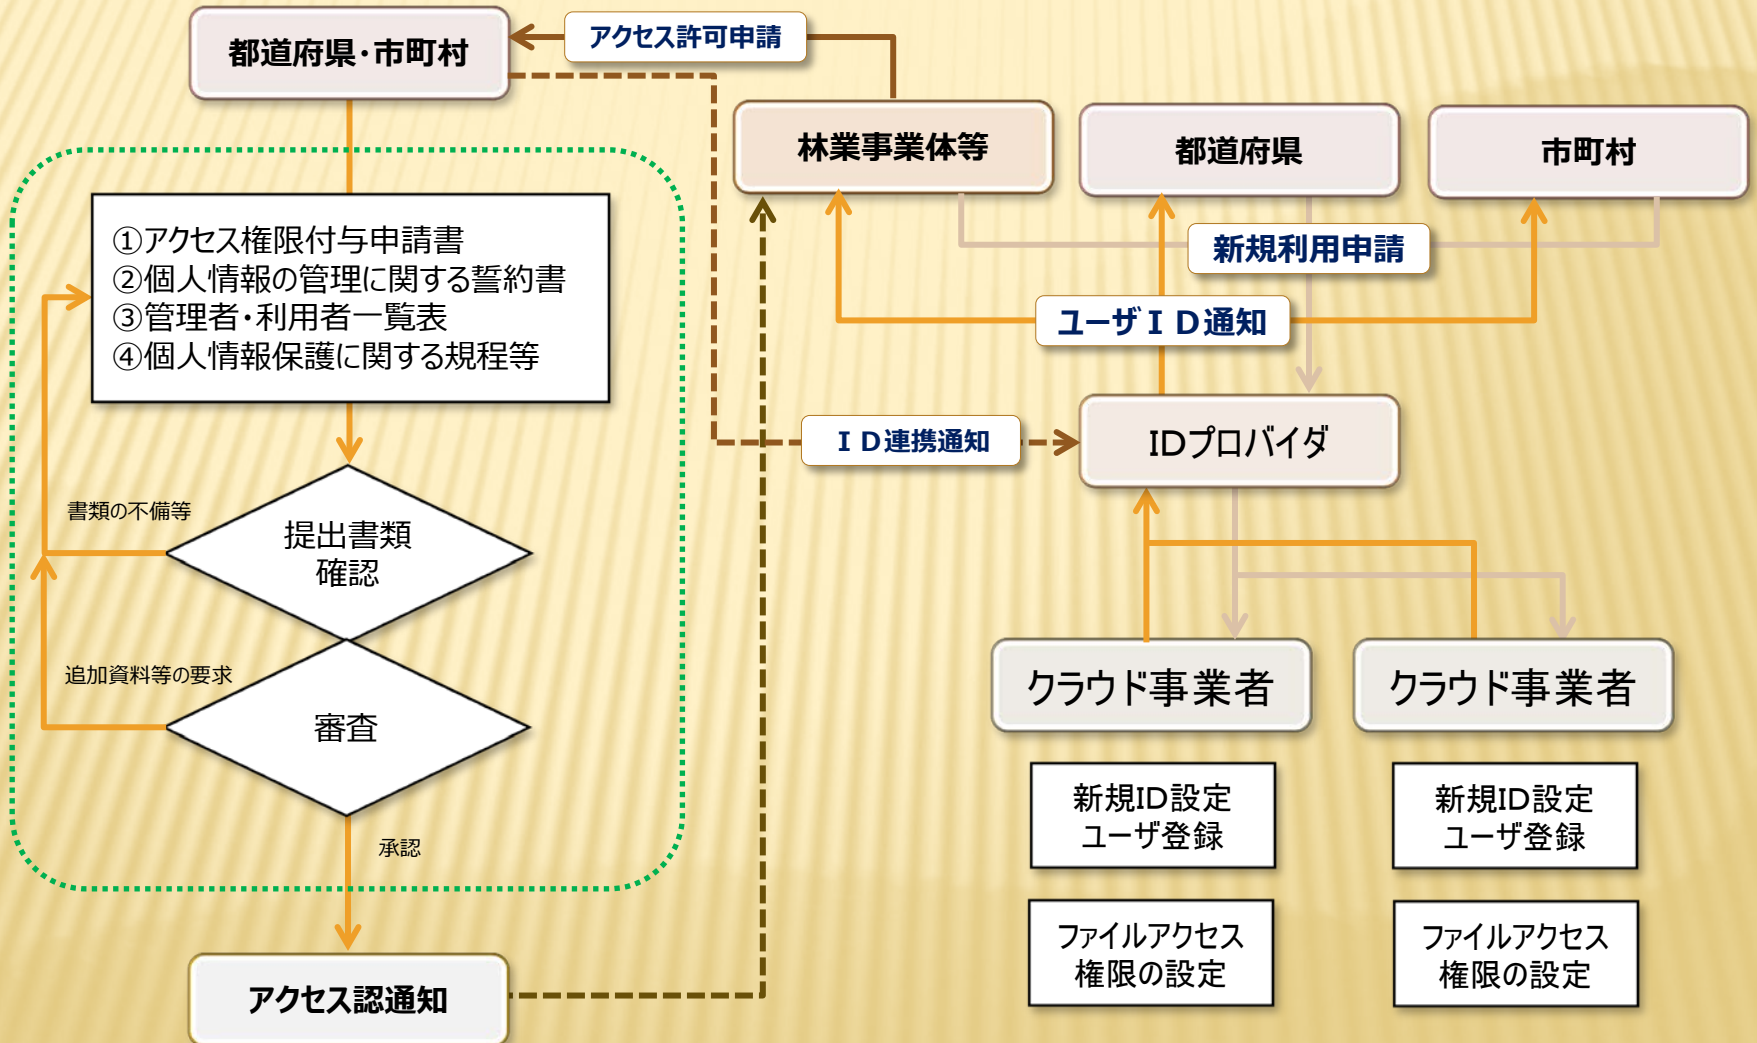 都道府県・市町村
アクセス許可申請
林業事業体等
都道府県
市町村
①アクセス権限付与申請書
②個人情報の管理に関する誓約書
③管理者・利用者一覧表
④個人情報保護に関する規程等
新規利用申請
ユーザＩＤ通知
ＩＤ連携通知
IDプロバイダ
書類の不備等
提出書類
確認
追加資料等の要求
審査
承認
アクセス認通知
クラウド事業者
クラウド事業者
新規ID設定
ユーザ登録
新規ID設定
ユーザ登録
ファイルアクセス
権限の設定
ファイルアクセス
権限の設定